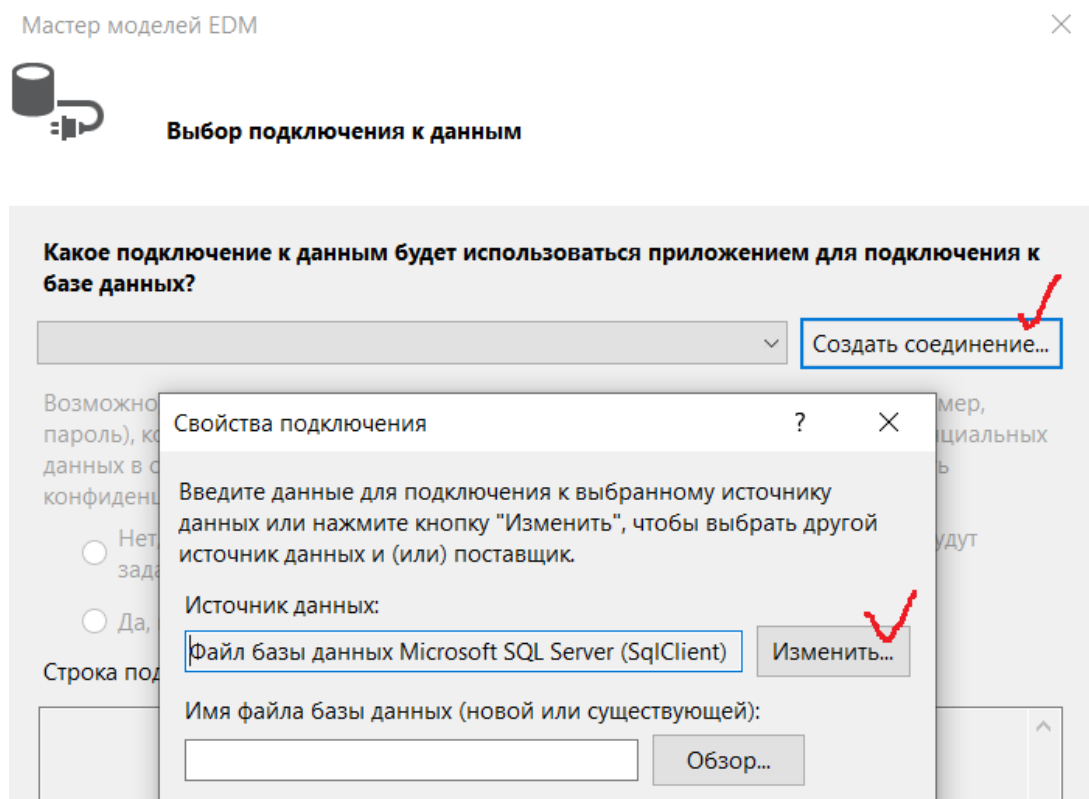 Мастер моделей EDM
Выбор подключения к данным
Какое подключение к данным будет использоваться приложением для подключения к
базе данных?
Создать соединение...
Возможно
мер,
пароль),
циальных
данных в
конфиден
Свойства подключения
?
Введите данные для подключения к выбранному источнику
данных или нажмите кнопку "Изменить", чтобы выбрать другой
источник данных и (или) поставщик.
Нет,
удут
зада
Да,
Источник данных:
Файл базы данных Microsoft SQL Server (SqlClient)
Изменить...
Строка под
Имя файла базы данных (новой или существующей):
Обзор...